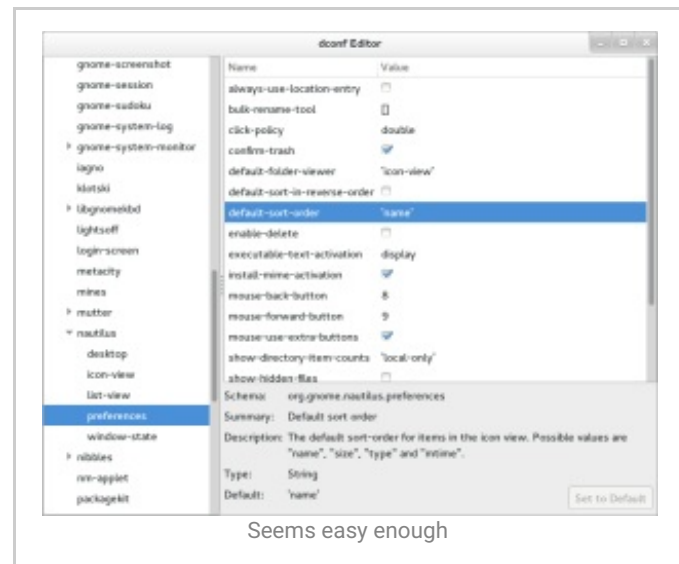 dconf Editor
gnome-screenshot
gnome-session
gnome-sudoku
gnome-system-log
gnome-system-monitor
iagno
klotski
libgnomekbd
lightsoff
login-screen
metacity
mines
mutter
nautilus
desktop
icon-view
list-view
preferences
window-state
nibbles
nm-applet
packagekit
Name Value
always-use-location-entry
bulk-rename-tool []
click-policy double
confirm-trash
default-folder-viewer 'icon-view'
default-sort-in-reverse-order
default-sort-order 'name'
enable-delete
executable-text-activation display
install-mime-activation
mouse-back-button 8
mouse-forward-button 9
mouse-use-extra-buttons
show-directory-item-counts 'local-only'
show-hidden-files
Schema: org.gnome.nautilus.preferences
Summary: Default sort order
Description: The default sort-order for items in the icon view. Possible values are
"name", "size", "type" and "mtime".
Type: String
Default: 'name'
Set to Default
Seems easy enough